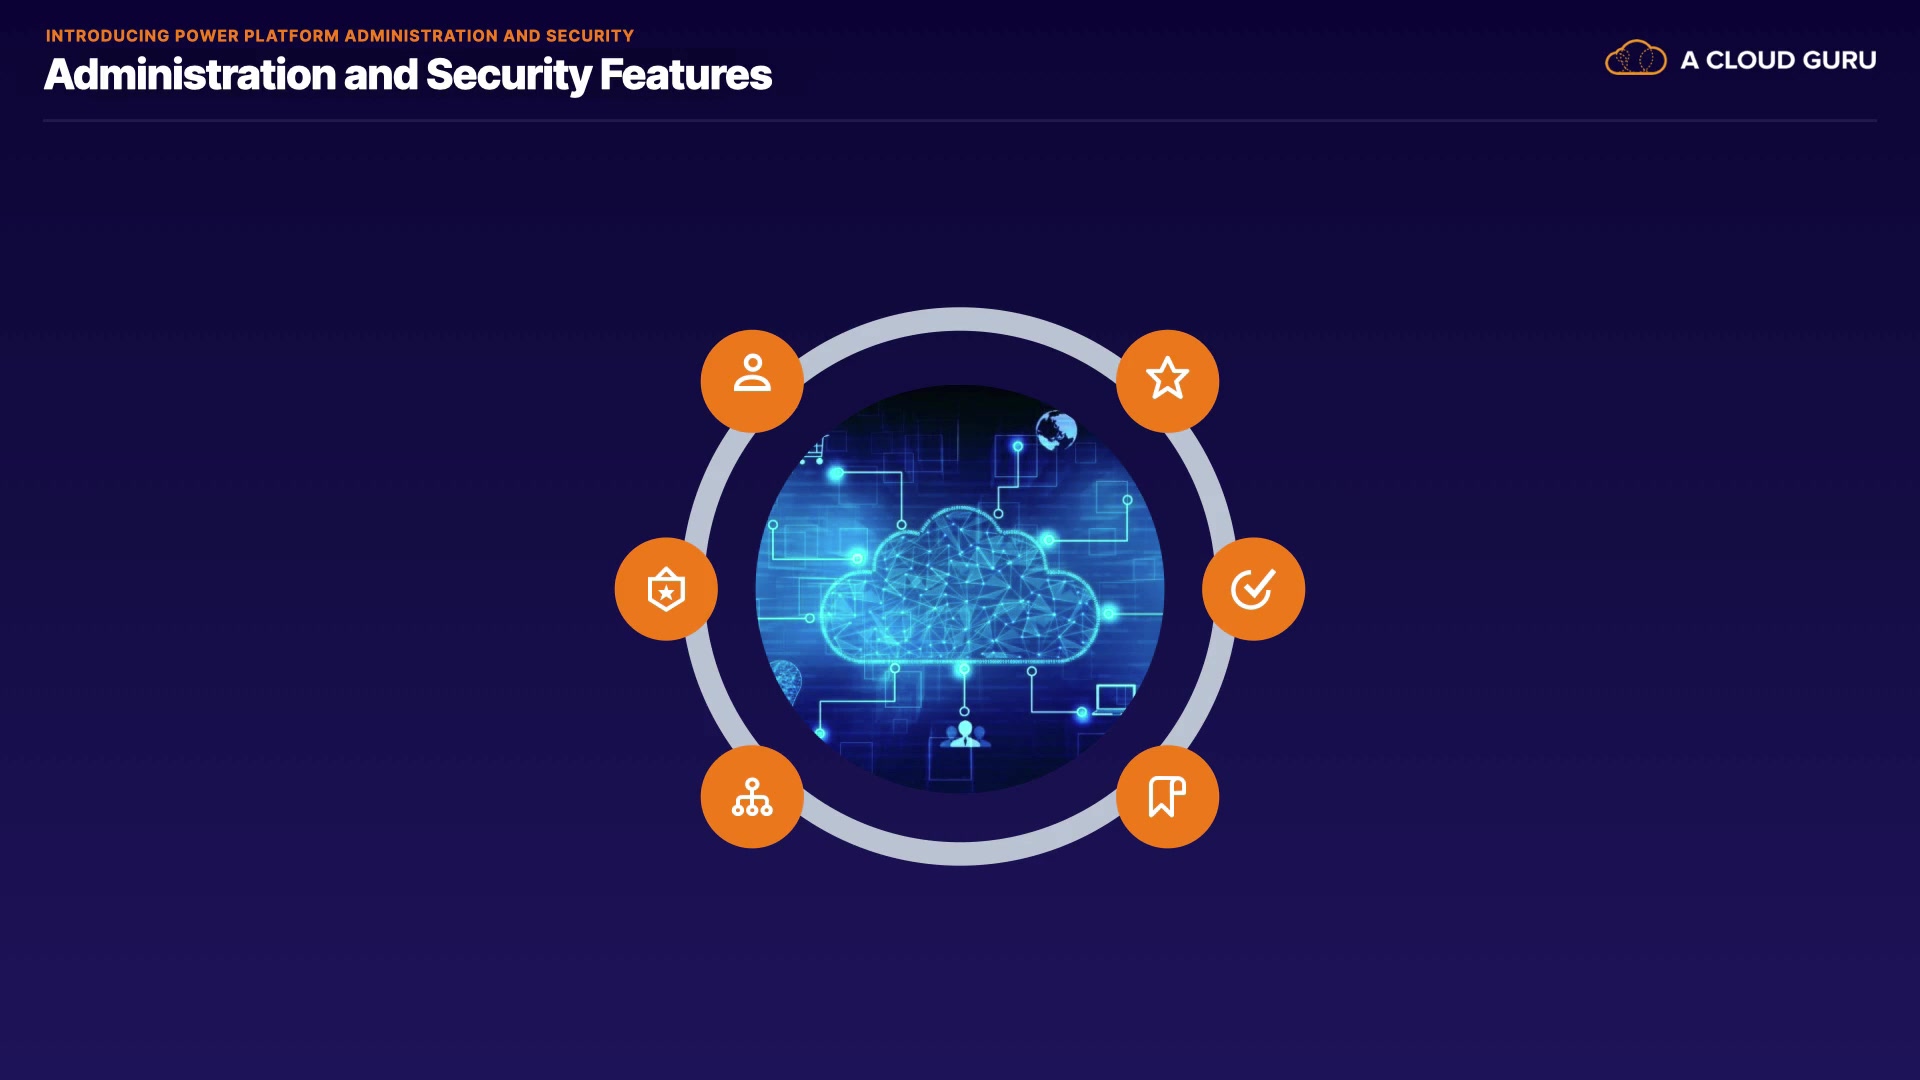 INTRODUCING POWER PLATFORM ADMINISTRATION AND SECURITY
Administration and Security Features
A CLOUD GURU